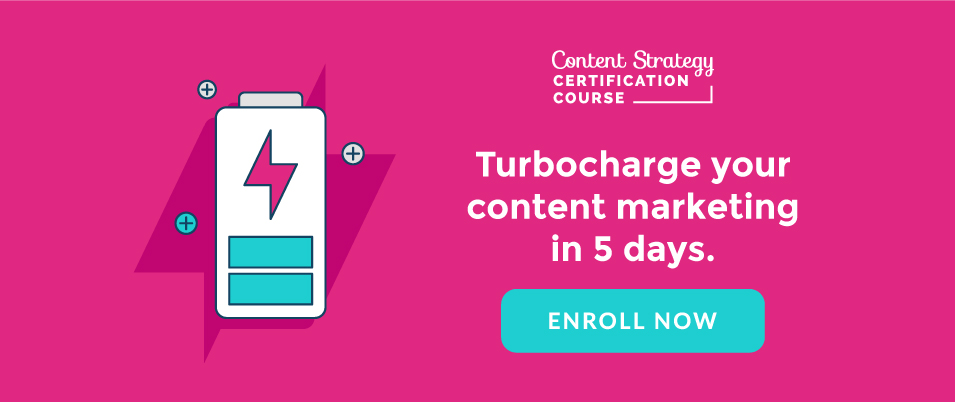 Content Strategy
CERTIFICATION
COURSE
Turbocharge your
content marketing
in 5 days.
ENROLL NOW